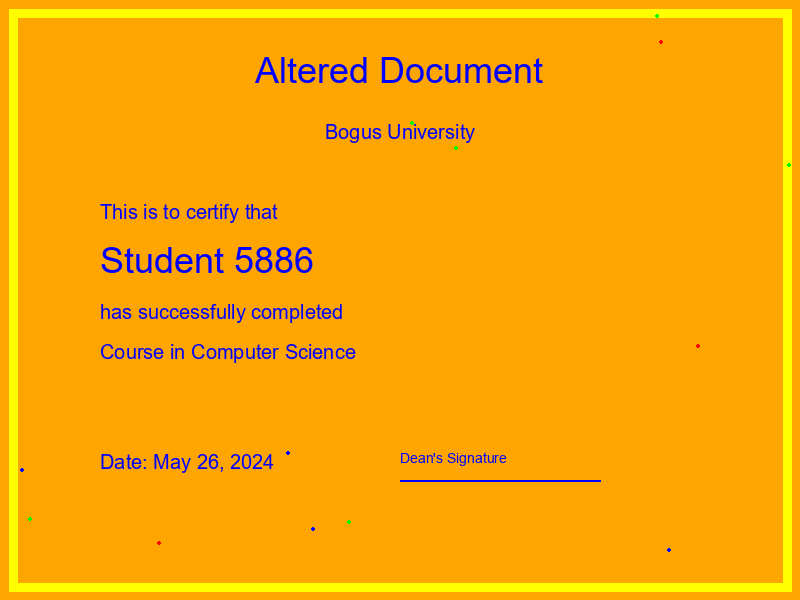 Altered Document
Bogus University
This is to certify that
Student 5886
has successfully completed
Course in Computer Science
Date: May 26, 2024
Dean's Signature